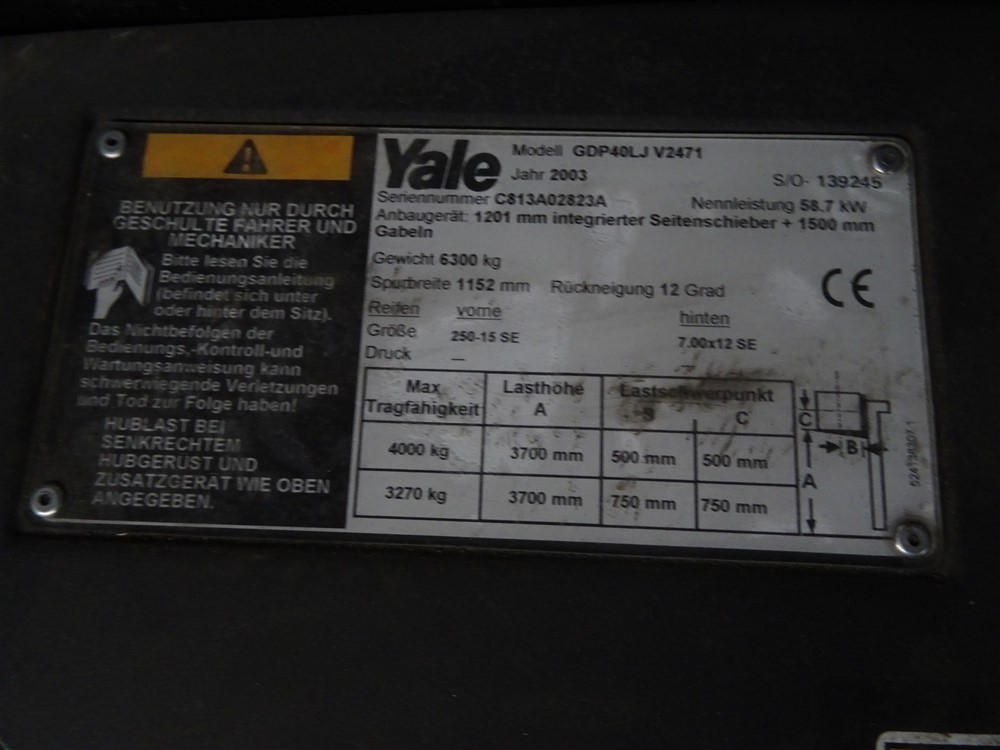 BENUTZUNG NUR DURCH
GESCHULTE FAHRER UND
MECHANIKER
Bitte lesen Sie die
Bedienungsanleitung
(befindet sich unter
oder hinter dem Sitz).
Das Nichtbefolgen der
Bedienungs,-Kontroll-und
Wartungsanweisung kann
schwerwiegende Verletzungen
und Tod zur Folge haben!
HUBLAST BEI
SENKRECHTEM
HUBGERUST UND
ZUSATZGERAT WIE OBEN
ANGEGEBEN.
Yale
Modell GDP40LJ V2471
Jahr 2003 S/O- 139245
Seriennummer C813A02823A Nennleistung 58.7 kW
Anbaugerät: 1201 mm integrierter Seitenschieber + 1500 mm
Gabeln
Gewicht 6300 kg
Spurbreite 1152 mm Rückneigung 12 Grad
Reifen vorne hinten
Größe 250-15 SE 7.00x12 SE
Druck —
CE
Max Lasthöhe Lastschwerpunkt
Tragfähigkeit A B C
4000 kg 3700 mm 500 mm 500 mm
3270 kg 3700 mm 750 mm 750 mm
C
B
A